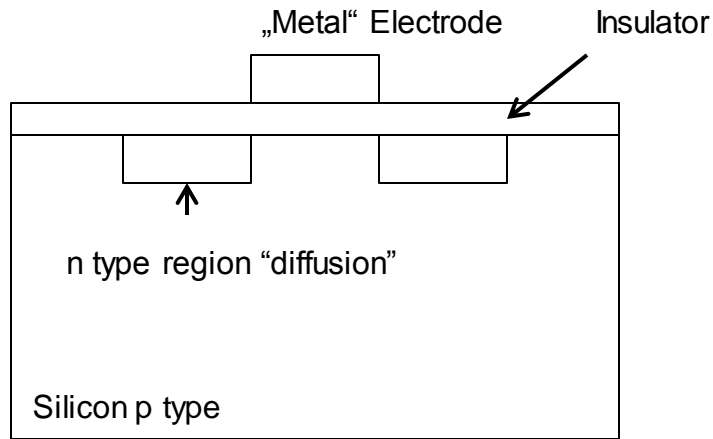 „Metal“ Electrode
Insulator
n type region “diffusion”
Silicon p type